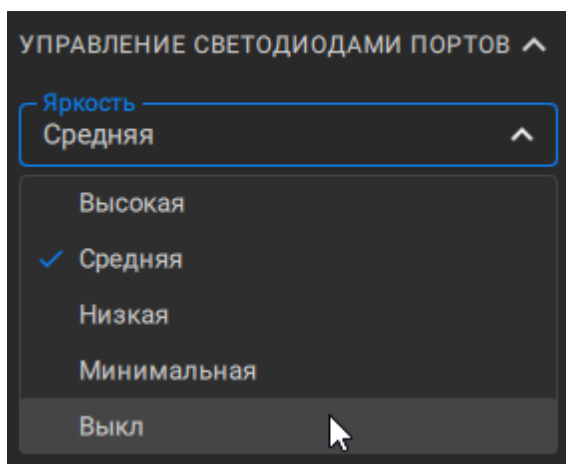 УПРАВЛЕНИЕ СВЕТОДИОДАМИ ПОРТОВ
Яркость
Средняя
Высокая
Средняя
Низкая
Минимальная
Выкл